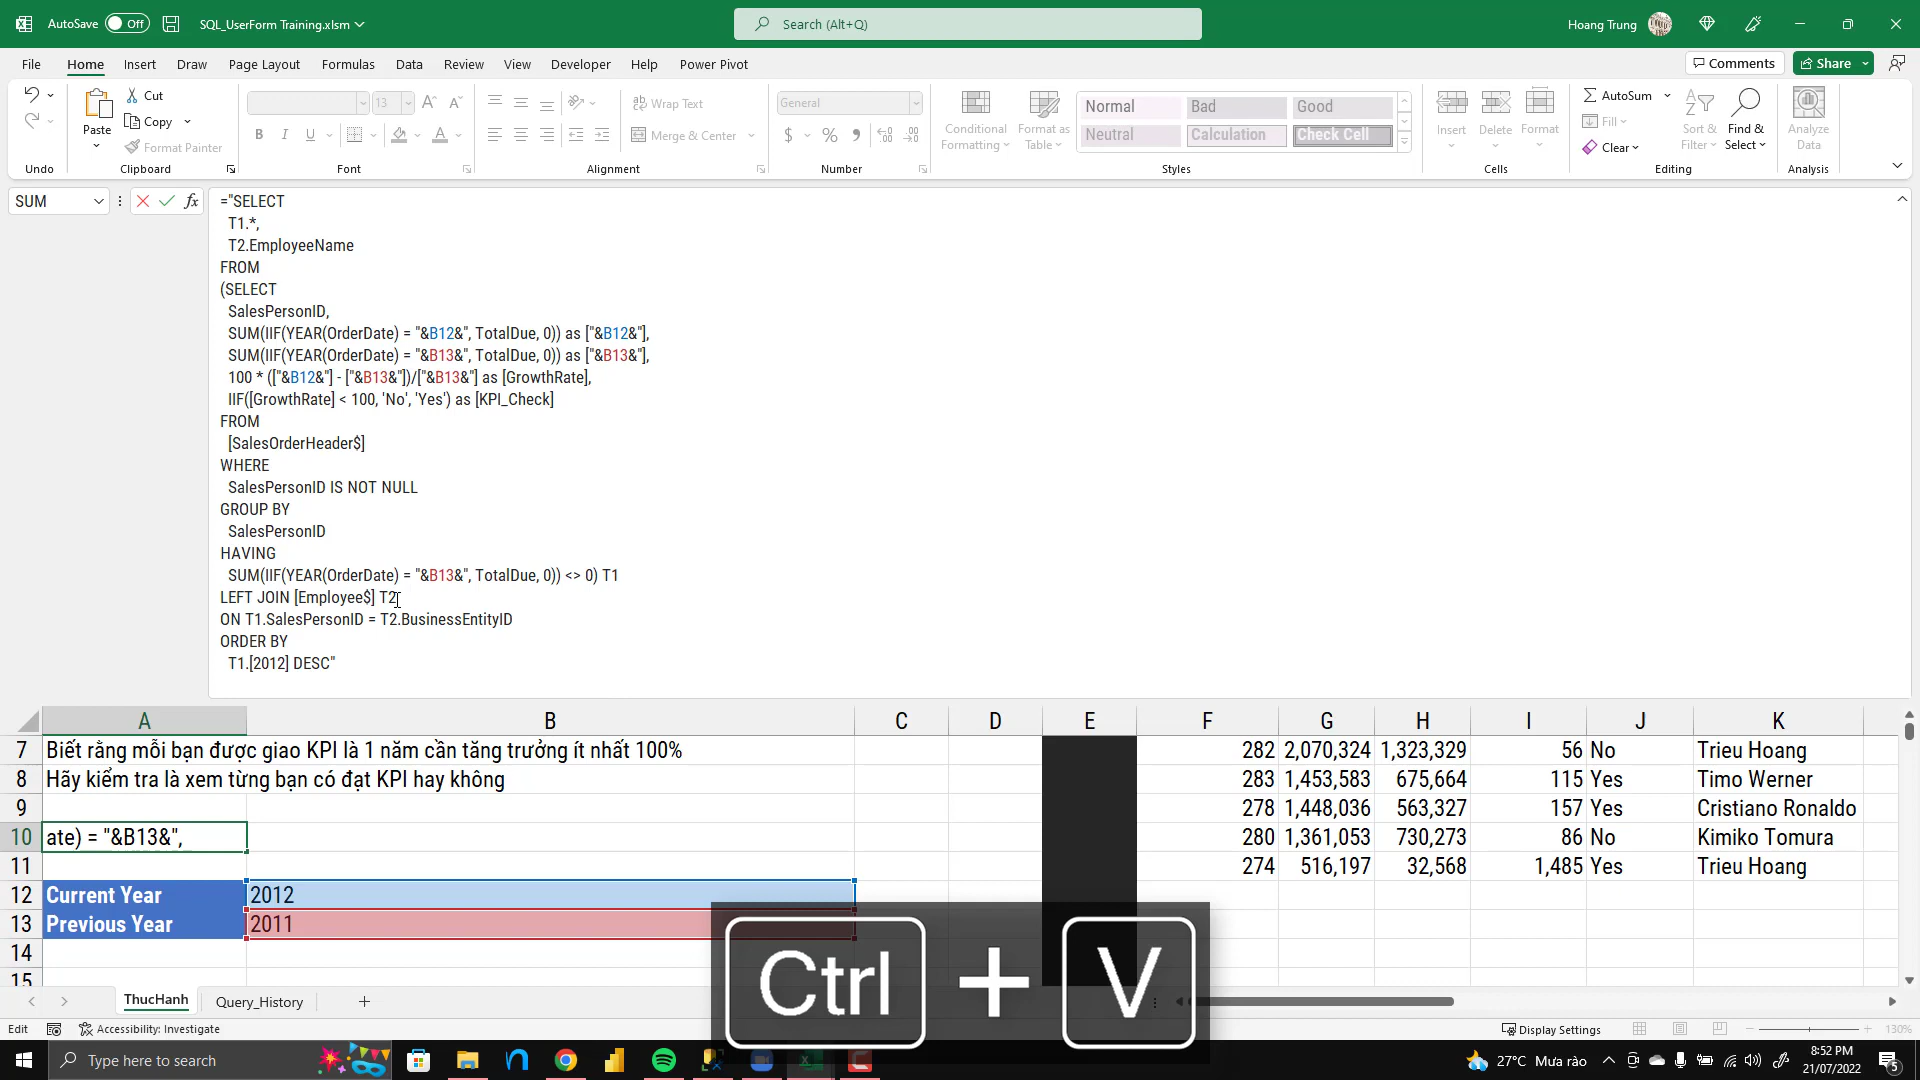 AutoSave Off SQL_UserForm Training.xlsm Search (Alt+Q) Hoang Trung
File Home Insert Draw Page Layout Formulas Data Review View Developer Help Power Pivot Comments Share
Cut
Copy
Format Painter
Paste
13
Wrap Text
Merge & Center
General
Conditional Formatting
Format as Table
Normal Bad Good
Neutral Calculation Check Cell
Insert Delete Format
AutoSum
Fill
Clear
Sort & Filter
Find & Select
Analyze Data
Undo Clipboard Font Alignment Number Styles Cells Editing Analysis
SUM
="SELECT
T1.*,
T2.EmployeeName
FROM
(SELECT
SalesPersonID,
SUM(IIF(YEAR(OrderDate) = "&B12&", TotalDue, 0)) as ["&B12&"],
SUM(IIF(YEAR(OrderDate) = "&B13&", TotalDue, 0)) as ["&B13&"],
100 * (["&B12&"] - ["&B13&"])/["&B13&"] as [GrowthRate],
IIF([GrowthRate] < 100, 'No', 'Yes') as [KPI_Check]
FROM
[SalesOrderHeader$]
WHERE
SalesPersonID IS NOT NULL
GROUP BY
SalesPersonID
HAVING
SUM(IIF(YEAR(OrderDate) = "&B13&", TotalDue, 0)) <> 0) T1
LEFT JOIN [Employee$] T2
ON T1.SalesPersonID = T2.BusinessEntityID
ORDER BY
T1.[2012] DESC"
A B C D E F G H I J K
7 Biết rằng mỗi bạn được giao KPI là 1 năm cần tăng trưởng ít nhất 100% 282 2,070,324 1,323,329 56 No Trieu Hoang
8 Hãy kiểm tra là xem từng bạn có đạt KPI hay không 283 1,453,583 675,664 115 Yes Timo Werner
9 278 1,448,036 563,327 157 Yes Cristiano Ronaldo
10 ate) = "&B13&", 280 1,361,053 730,273 86 No Kimiko Tomura
11 274 516,197 32,568 1,485 Yes Trieu Hoang
12 Current Year 2012
13 Previous Year 2011
14
15
Ctrl + V
ThucHanh Query_History
Edit Accessibility: Investigate Display Settings 130%
Type here to search 27°C Mưa rào 8:52 PM
21/07/2022 5